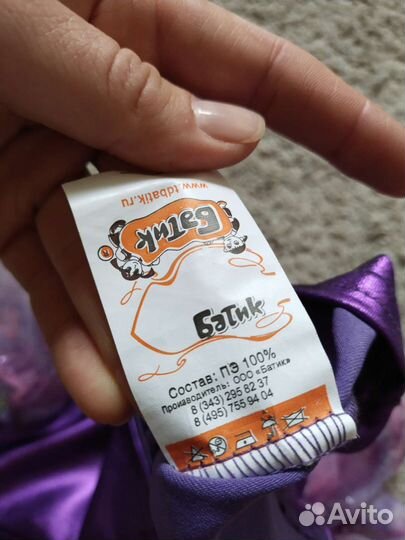 www.tdbatik.ru
Батик
Батик
Состав: ПЭ 100%
Производитель: ООО «Батик»
8 (343) 295 82 37
8 (495) 755 94 04
Avito